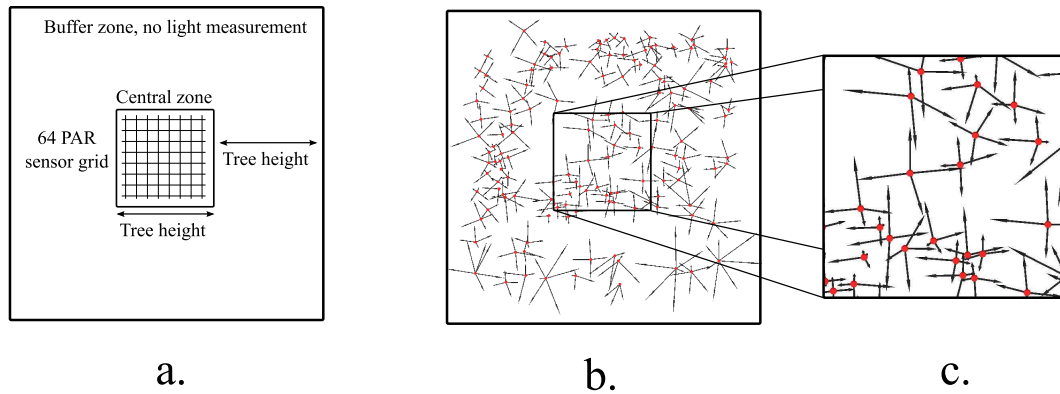 Buffer zone, no light measurement
Central zone
64 PAR
sensor grid
Tree height
Tree height
a.
b.
c.